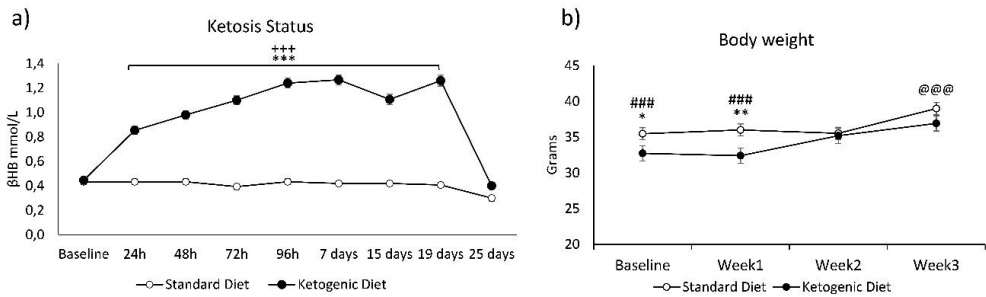 a)
Ketosis Status
+++
***
βHB mmol/L
1,4
1,2
1,0
0,8
0,6
0,4
0,2
0,0
Baseline 24h 48h 72h 96h 7 days 15 days 19 days 25 days
Standard Diet Ketogenic Diet
b)
Body weight
### ### @@@
* **
Grams
45
40
35
30
25
20
Baseline Week1 Week2 Week3
Standard Diet Ketogenic Diet